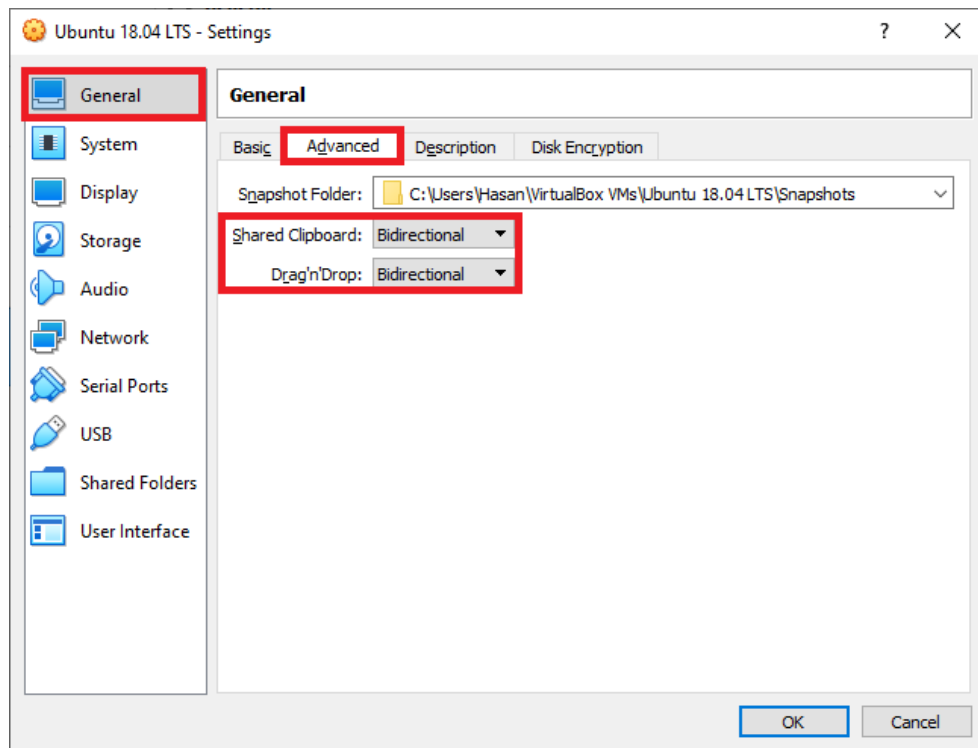 Ubuntu 18.04 LTS - Settings
?
General
System
Display
Storage
Audio
Network
Serial Ports
USB
Shared Folders
User Interface
General
Basic
Advanced
Description
Disk Encryption
Snapshot Folder: C:\Users\Hasan\VirtualBox VMs\Ubuntu 18.04 LTS\Snapshots
Shared Clipboard: Bidirectional
Drag'n'Drop: Bidirectional
OK
Cancel